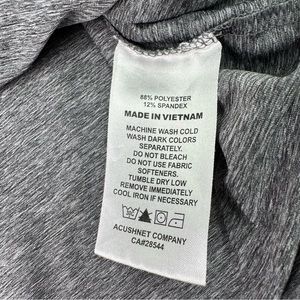 88% POLYESTER
12% SPANDEX
MADE IN VIETNAM
MACHINE WASH COLD
WASH DARK COLORS
SEPARATELY.
DO NOT BLEACH
DO NOT USE FABRIC
SOFTENERS.
TUMBLE DRY LOW
REMOVE IMMEDIATELY
COOL IRON IF NECESSARY
ACUSHNET COMPANY
CA#28544